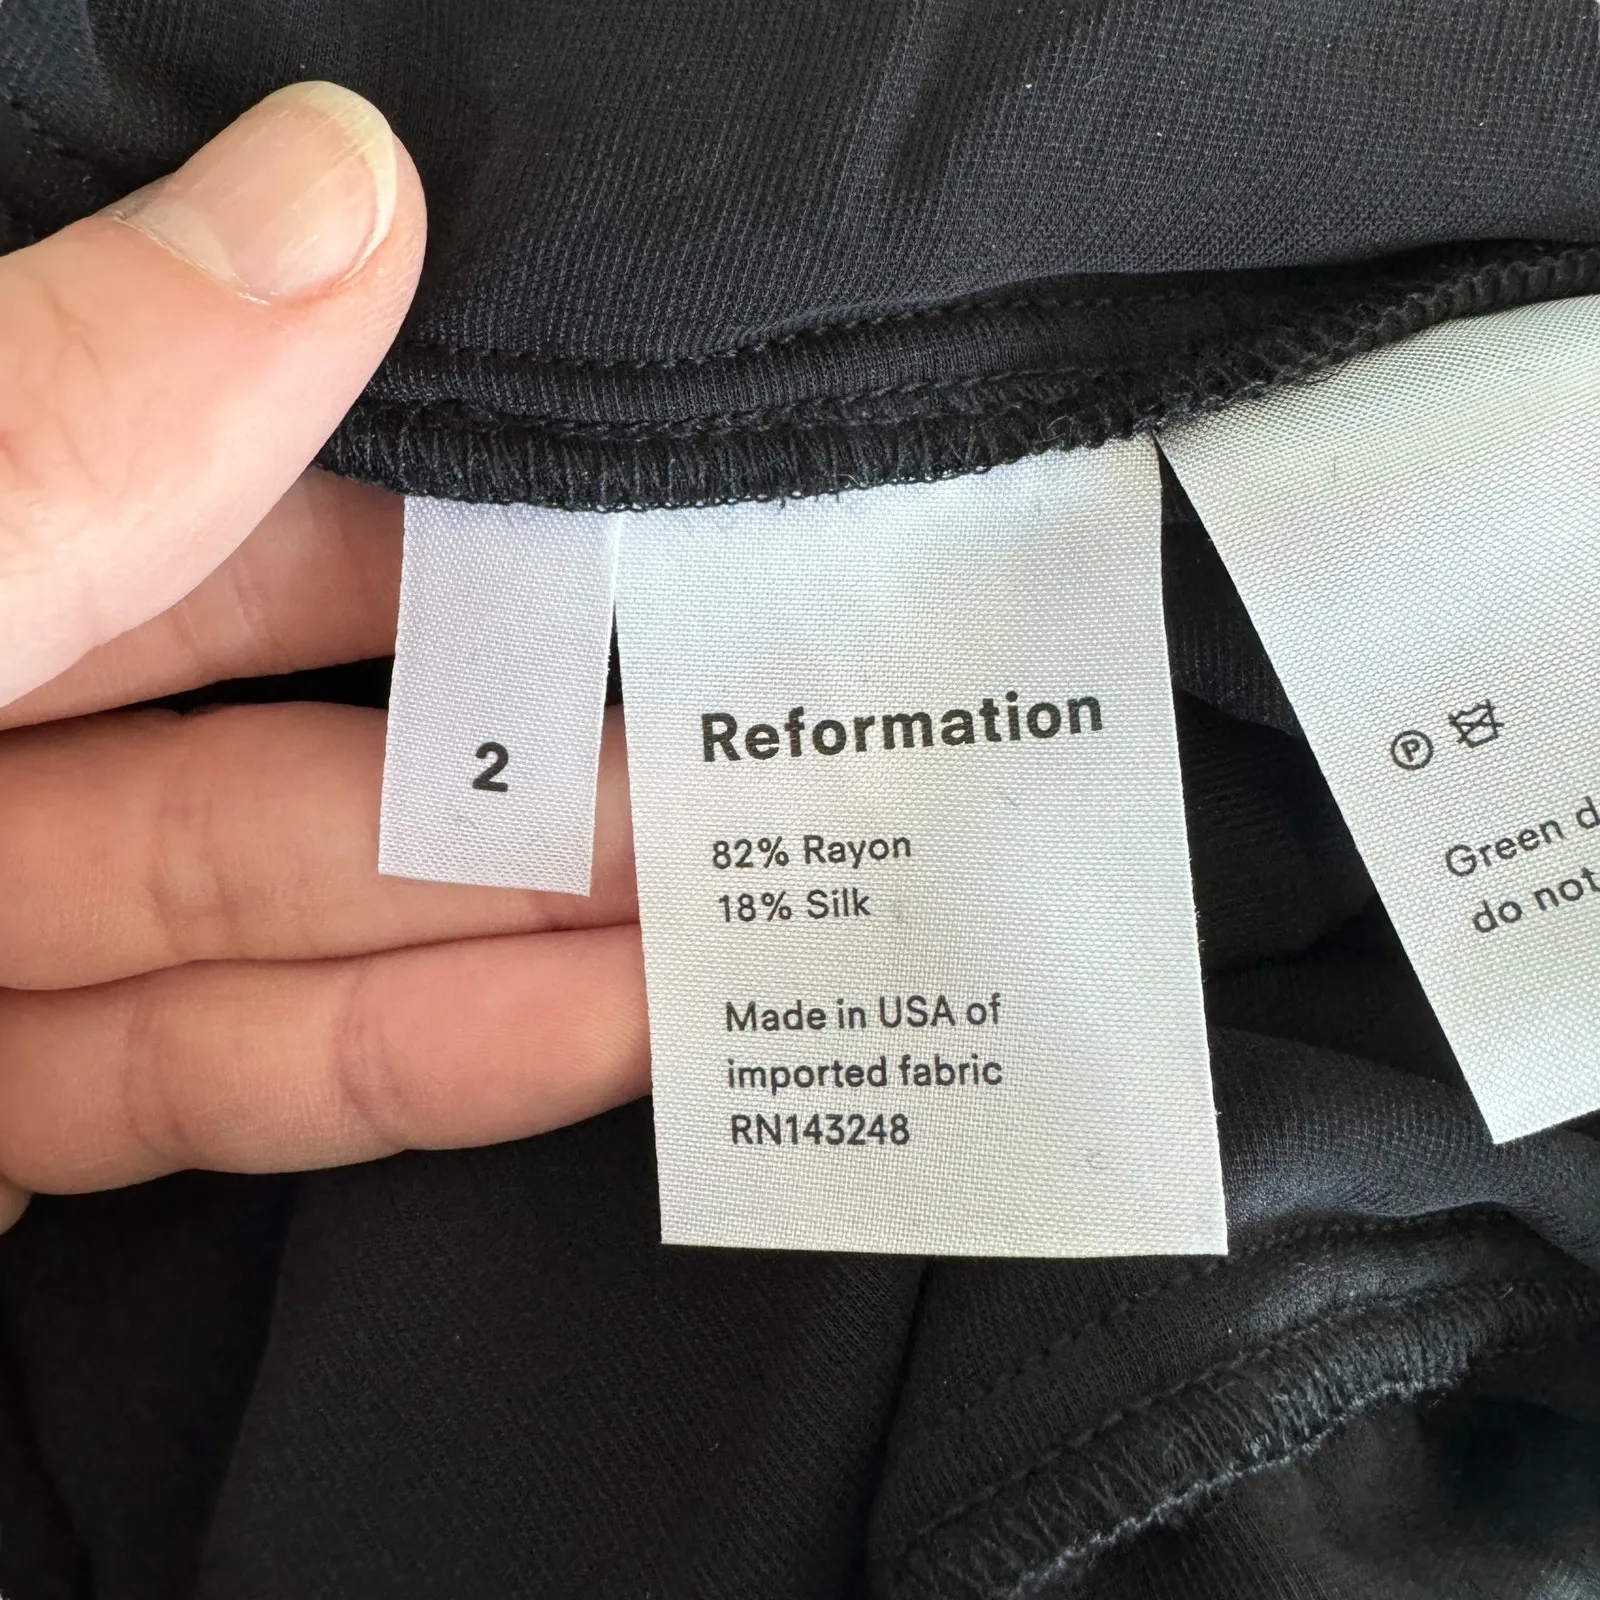 2
Reformation
82% Rayon
18% Silk
Made in USA of
imported fabric
RN143248
P
Green d
do not